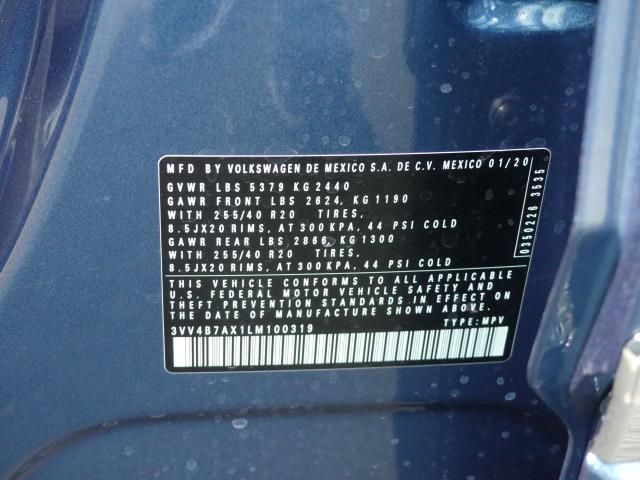 MFD BY VOLKSWAGEN DE MEXICO S.A. DE C.V. MEXICO 01/20
GVWR LBS 5379 KG 2440
GAWR FRONT LBS 2624, KG 1190
WITH 255/40 R20 TIRES,
8.5JX20 RIMS, AT 300 KPA, 44 PSI COLD
GAWR REAR LBS 2866, KG 1300
WITH 255/40 R20 TIRES,
8.5JX20 RIMS, AT 300 KPA, 44 PSI COLD
THIS VEHICLE CONFORMS TO ALL APPLICABLE
U.S. FEDERAL MOTOR VEHICLE SAFETY AND
THEFT PREVENTION STANDARDS IN EFFECT ON
THE DATE OF MANUFACTURE SHOWN ABOVE.
3VV4B7AX1LM100319 TYPE: MPV
0350226 3535